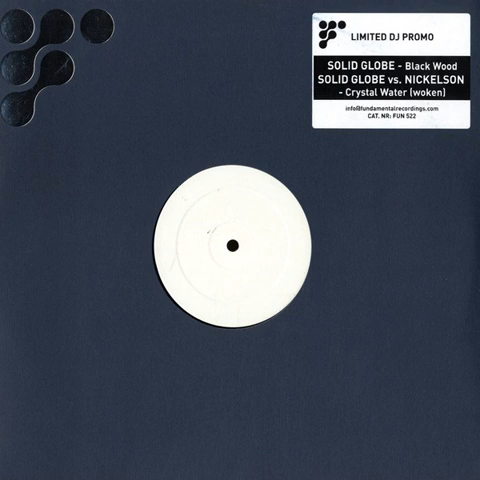 LIMITED DJ PROMO
SOLID GLOBE - Black Wood
SOLID GLOBE vs. NICKELSON
- Crystal Water (woken)
info@fundamentalrecordings.com
CAT. NR: FUN 522